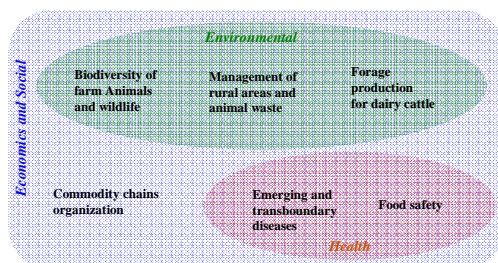 Environmental
Biodiversity of
farm Animals
and wildlife
Management of
rural areas and
animal waste
Forage
production
for dairy cattle
Economics and Social
Commodity chains
organization
Emerging and
transboundary
diseases
Food safety
Health